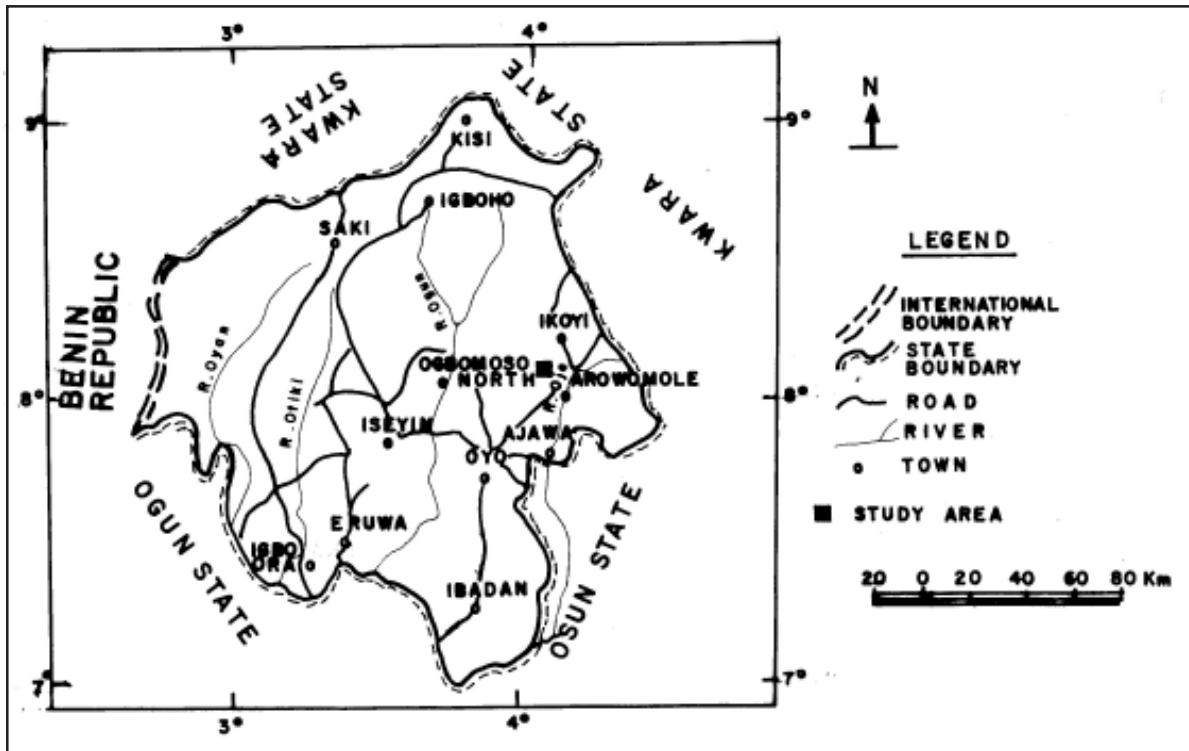 3°
4°
9°
9°
KWARA
STATE
STATE
KWARA
N
KISI
IGBOHO
SAKI
BENIN
REPUBLIC
R.Oyan
R.Ofiki
R.Ogun
IKOYI
OGBOMOSO
NORTH
AROWOMOLE
8°
8°
ISEYIN
AJAWA
OYO
ERUWA
IGBO
ORA
IBADAN
OGUN STATE
OSUN STATE
7°
7°
3°
4°
LEGEND
INTERNATIONAL
BOUNDARY
STATE
BOUNDARY
ROAD
RIVER
TOWN
STUDY AREA
20 0 20 40 60 80 Km